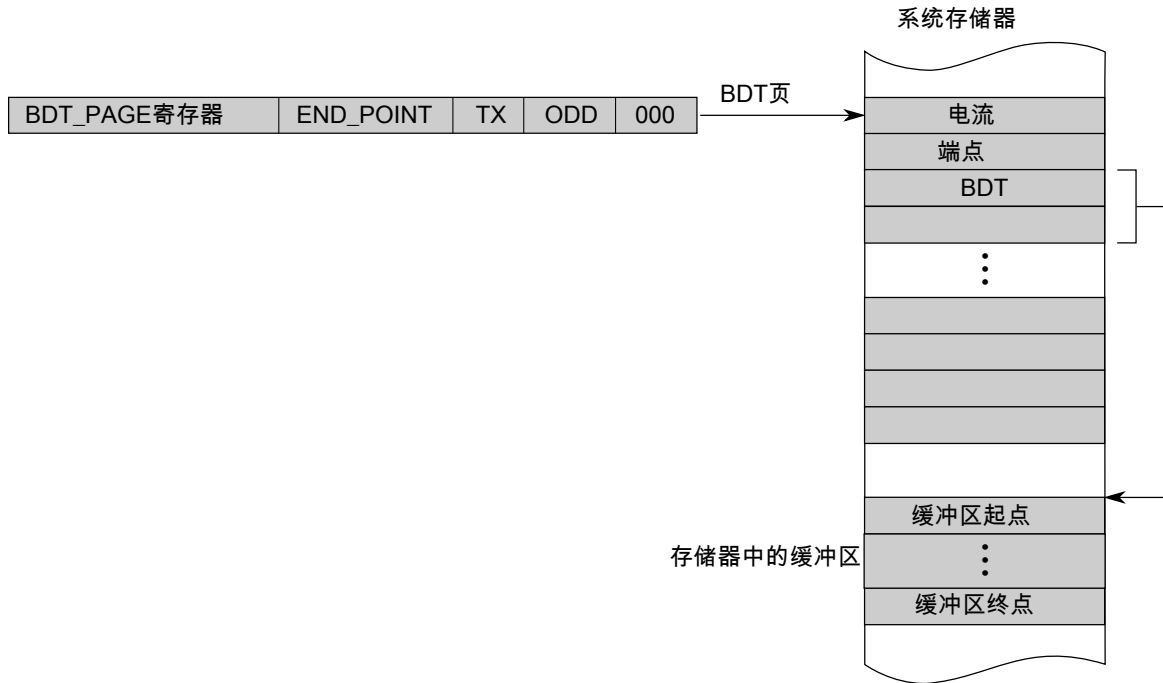 系统存储器
BDT_PAGE寄存器 END_POINT TX ODD 000
BDT页
电流
端点
BDT
缓冲区起点
存储器中的缓冲区
缓冲区终点